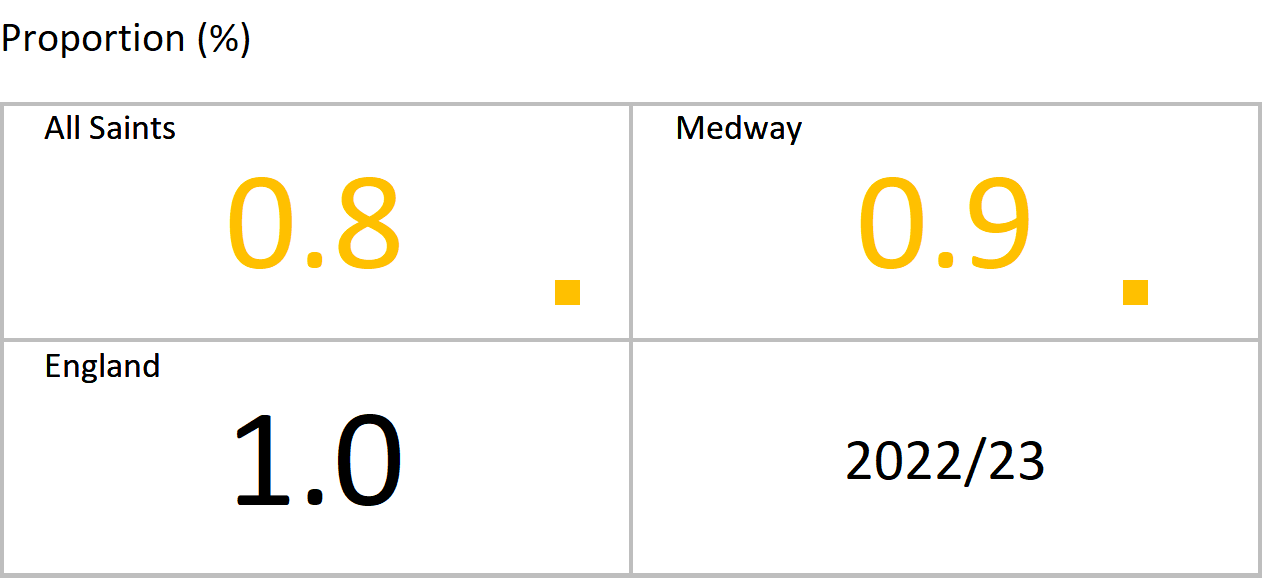 Proportion (%)
All Saints
0.8
Medway
0.9
England
1.0
2022/23